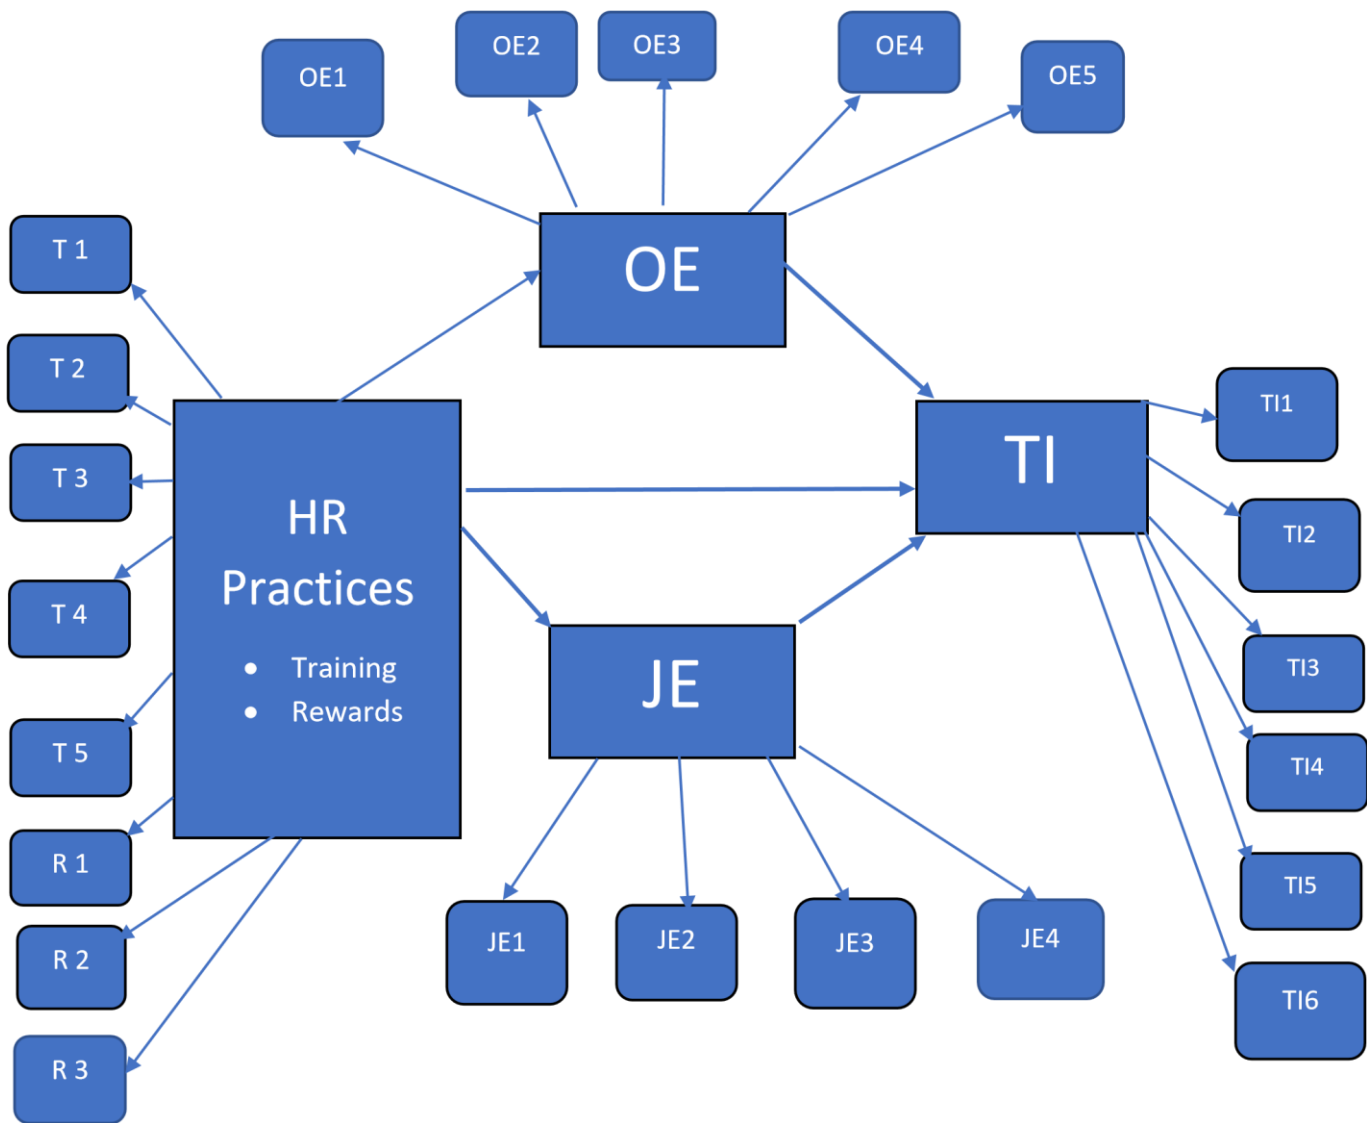 OE1
OE2
OE3
OE4
OE5
OE
T 1
T 2
T 3
T 4
T 5
R 1
R 2
R 3
HR
Practices
● Training
● Rewards
TI
JE
TI1
TI2
TI3
TI4
TI5
TI6
JE1
JE2
JE3
JE4